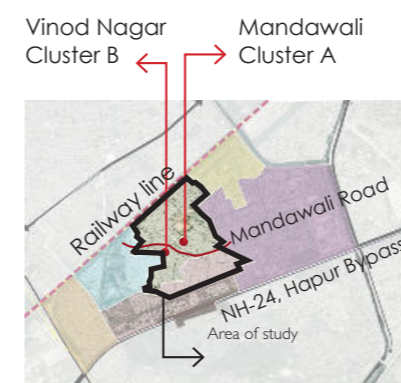 Vinod Nagar
Cluster B
Mandawali
Cluster A
Railway line
Mandawali Road
NH-24, Hapur Bypass
Area of study